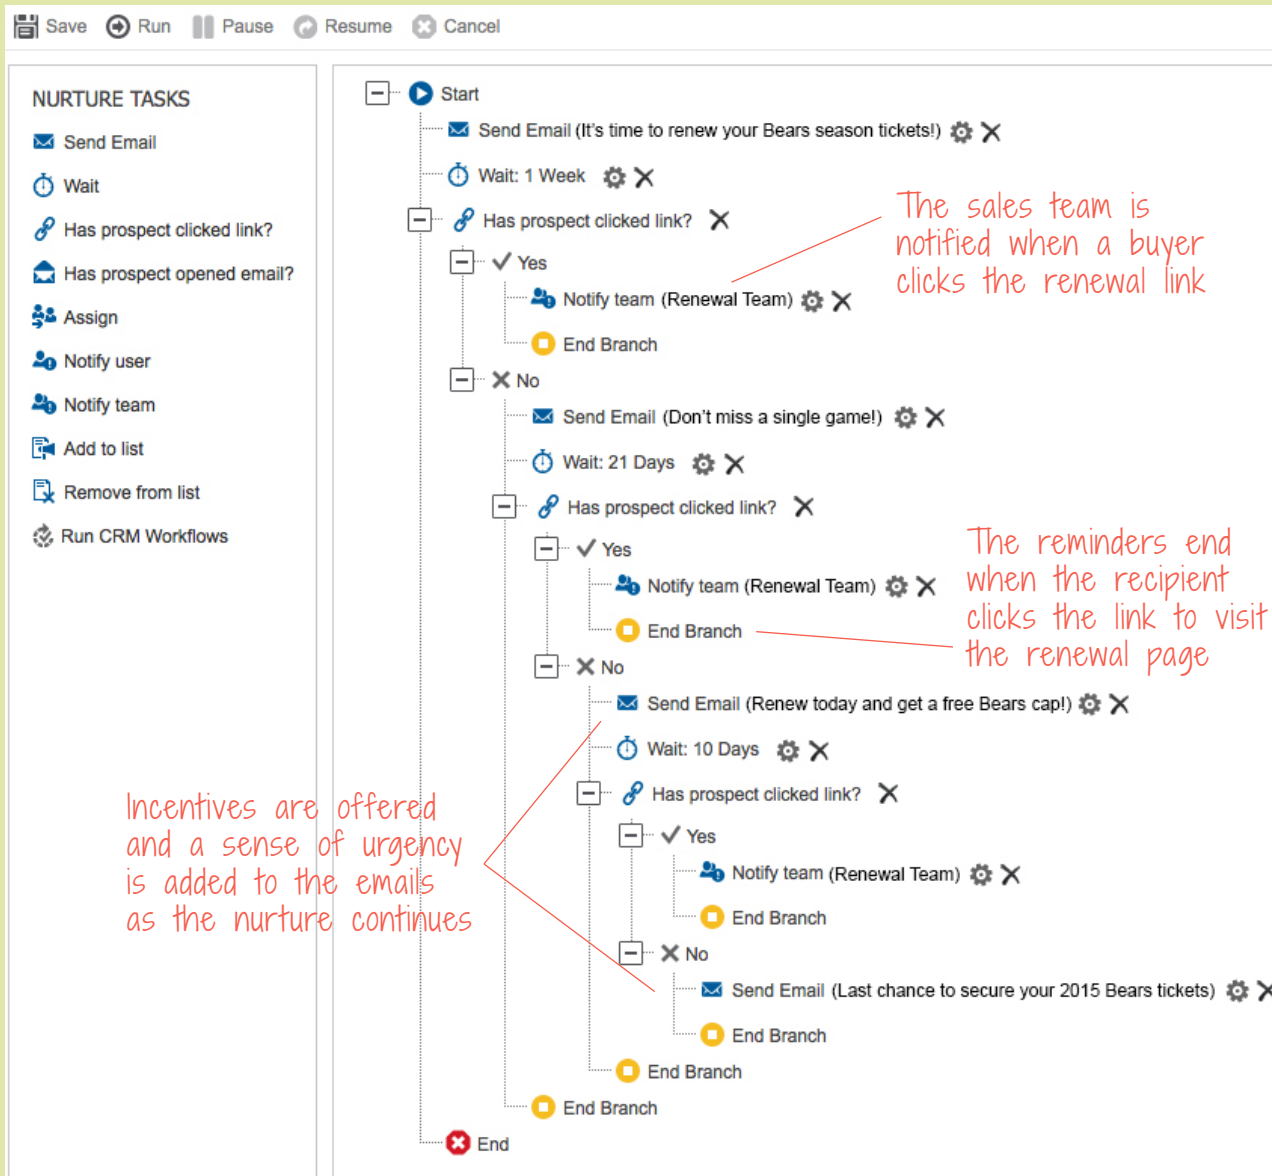 Save Run Pause Resume Cancel
NURTURE TASKS
Send Email
Wait
Has prospect clicked link?
Has prospect opened email?
Assign
Notify user
Notify team
Add to list
Remove from list
Run CRM Workflows
Start
Send Email (It's time to renew your Bears season tickets!)
Wait: 1 Week
Has prospect clicked link?
Yes
Notify team (Renewal Team)
End Branch
No
Send Email (Don't miss a single game!)
Wait: 21 Days
Has prospect clicked link?
Yes
Notify team (Renewal Team)
End Branch
No
Send Email (Renew today and get a free Bears cap!)
Wait: 10 Days
Has prospect clicked link?
Yes
Notify team (Renewal Team)
End Branch
No
Send Email (Last chance to secure your 2015 Bears tickets)
End Branch
End Branch
End Branch
End
The sales team is
notified when a buyer
clicks the renewal link
The reminders end
when the recipient
clicks the link to visit
the renewal page
Incentives are offered
and a sense of urgency
is added to the emails
as the nurture continues